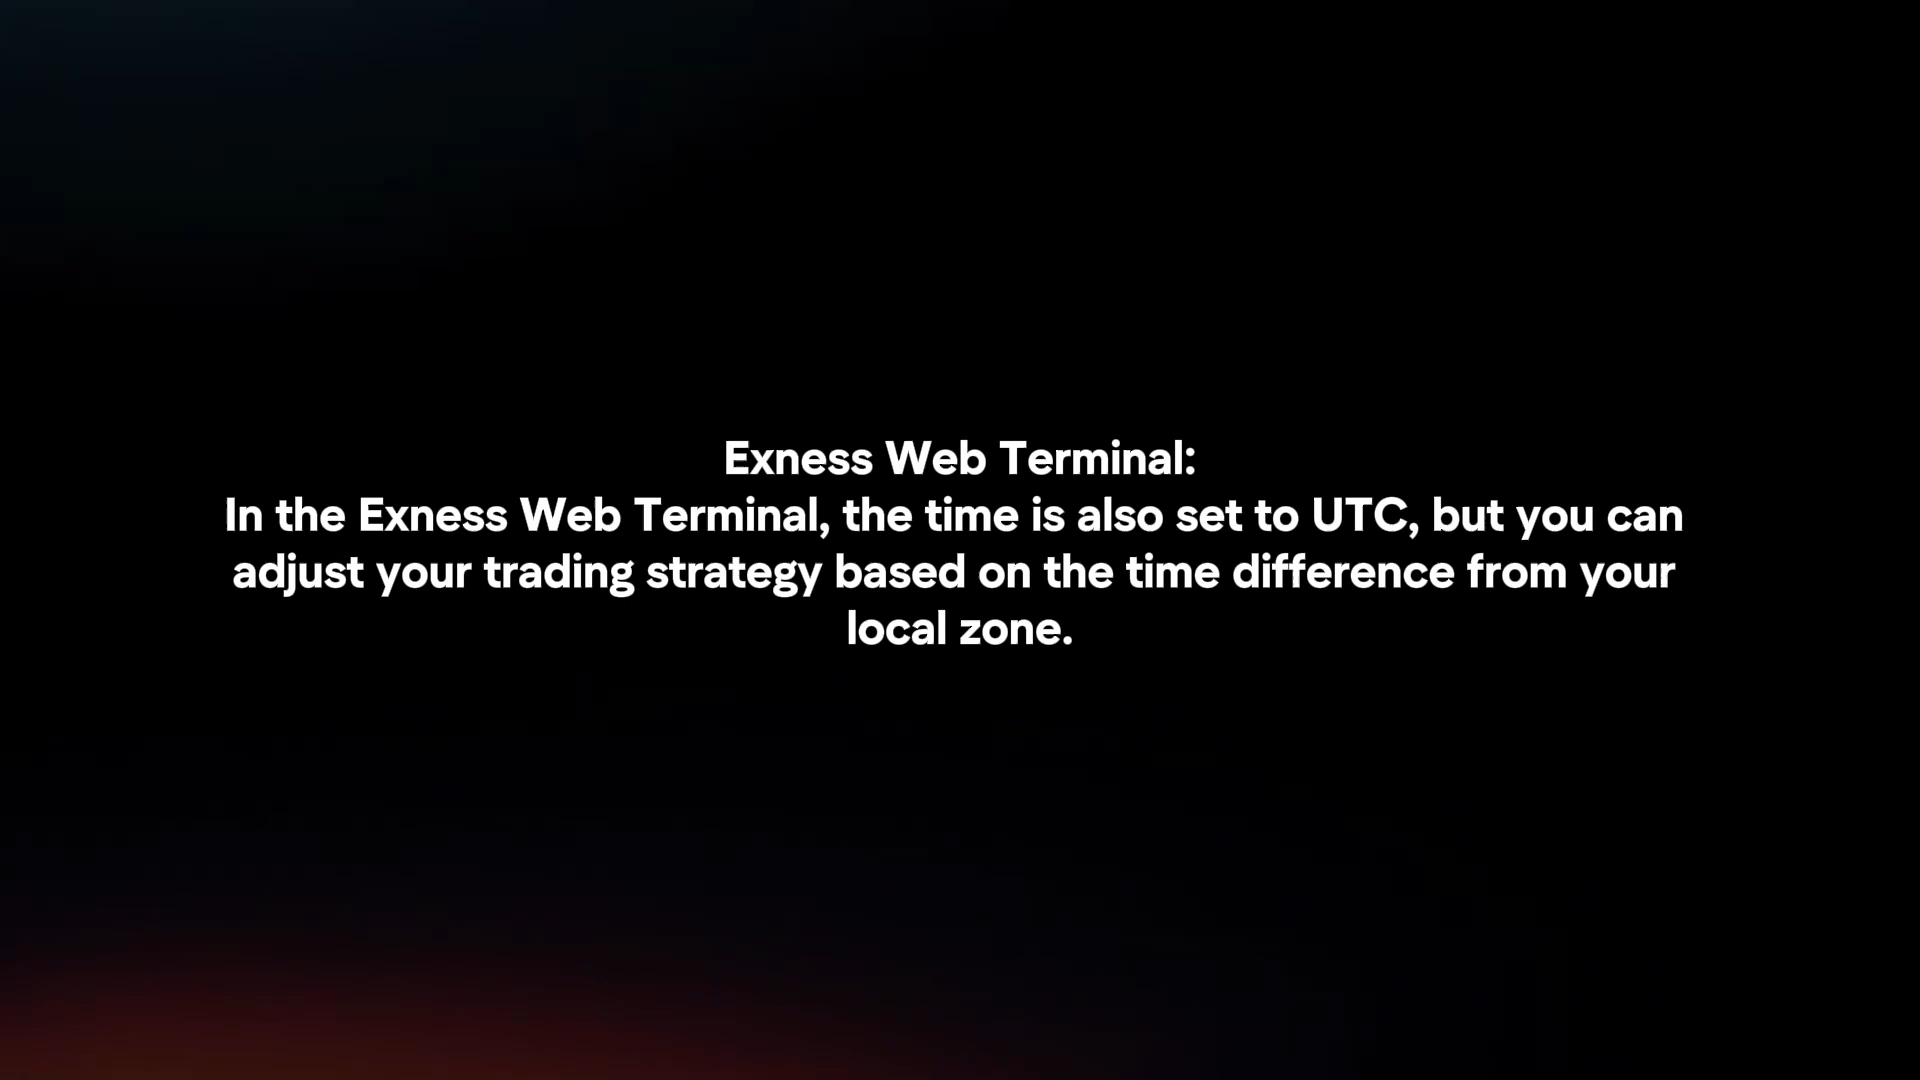 Exness Web Terminal:
In the Exness Web Terminal, the time is also set to UTC, but you can
adjust your trading strategy based on the time difference from your
local zone.